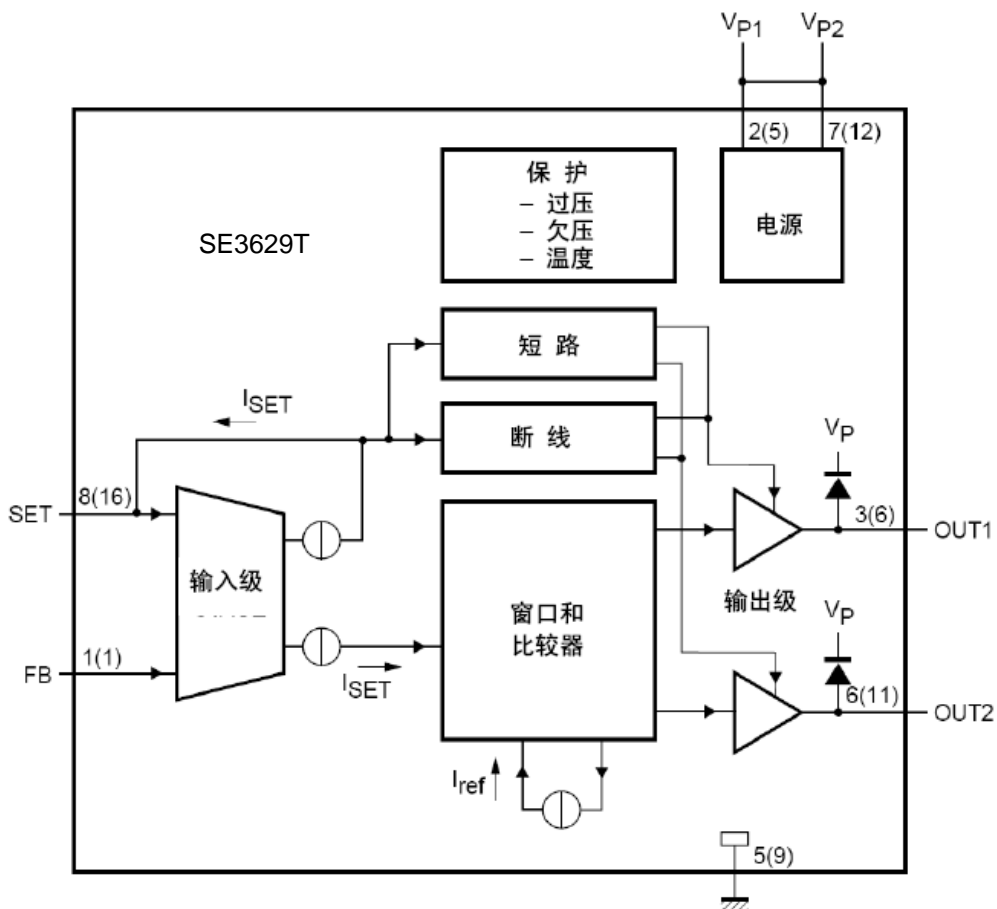 VP1
VP2
2(5)
7(12)
保 护
– 过压
– 欠压
– 温度
电源
SE3629T
短 路
ISET
断 线
VP
8(16)
SET
3(6)
OUT1
输入级
窗口和
比较器
输出级
VP
1(1)
FB
ISET
6(11)
OUT2
Iref
5(9)